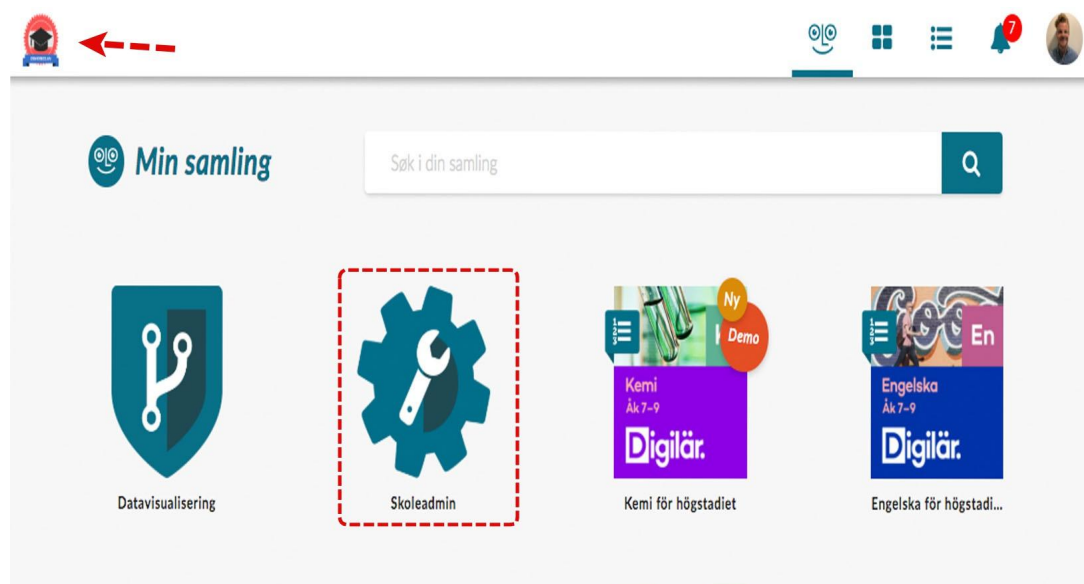 7
Min samling
Søk i din samling
Ny
Demo
Kemi
Åk 7-9
Digilär.
En
Engelska
Åk 7-9
Digilär.
Datavisualisering
Skoleadmin
Kemi för högstadiet
Engelska för högstadi...